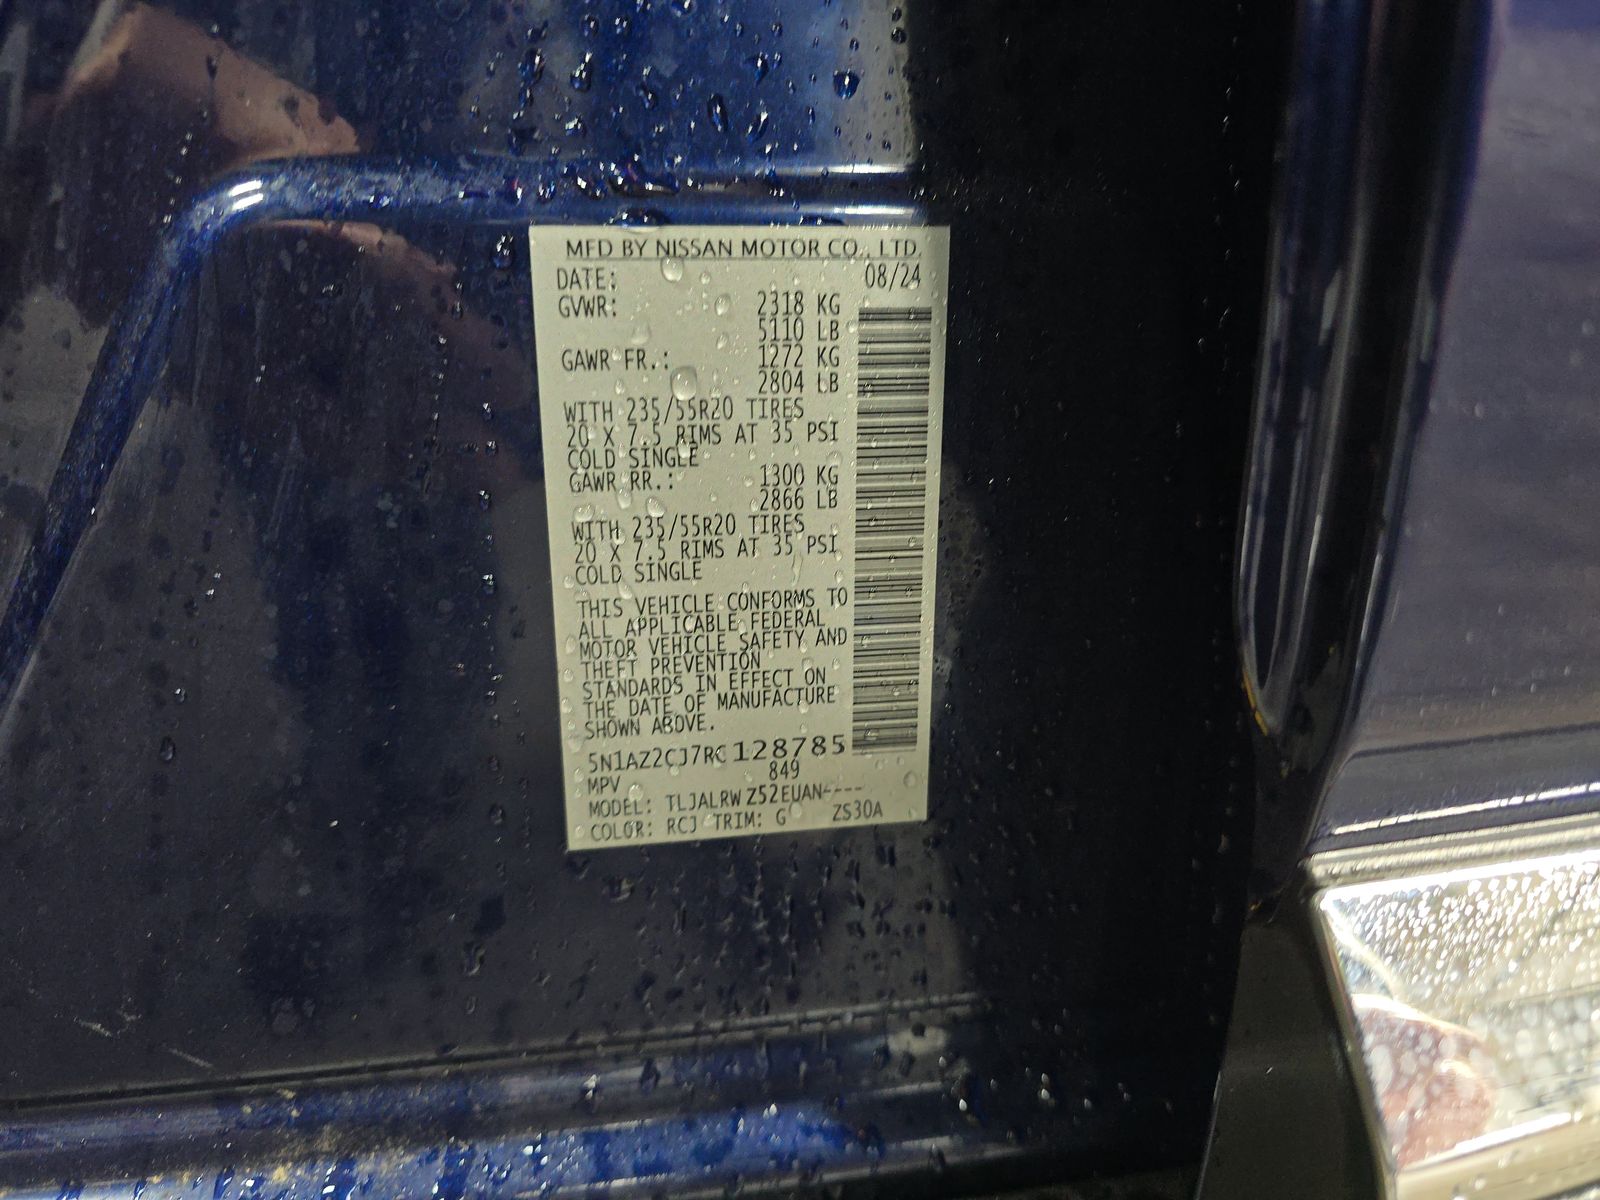 MFD BY NISSAN MOTOR CO., LTD.
DATE: 08/24
GVWR: 2318 KG
5110 LB
GAWR FR.: 1272 KG
2804 LB
WITH 235/55R20 TIRES
20 X 7.5 RIMS AT 35 PSI
COLD SINGLE
GAWR RR.: 1300 KG
2866 LB
WITH 235/55R20 TIRES
20 X 7.5 RIMS AT 35 PSI
COLD SINGLE
THIS VEHICLE CONFORMS TO
ALL APPLICABLE FEDERAL
MOTOR VEHICLE SAFETY AND
THEFT PREVENTION
STANDARDS IN EFFECT ON
THE DATE OF MANUFACTURE
SHOWN ABOVE.
5N1AZ2CJ7RC128785
MPV 849
MODEL: TLJALRW Z52EUAN----
COLOR: RCJ TRIM: G ZS30A